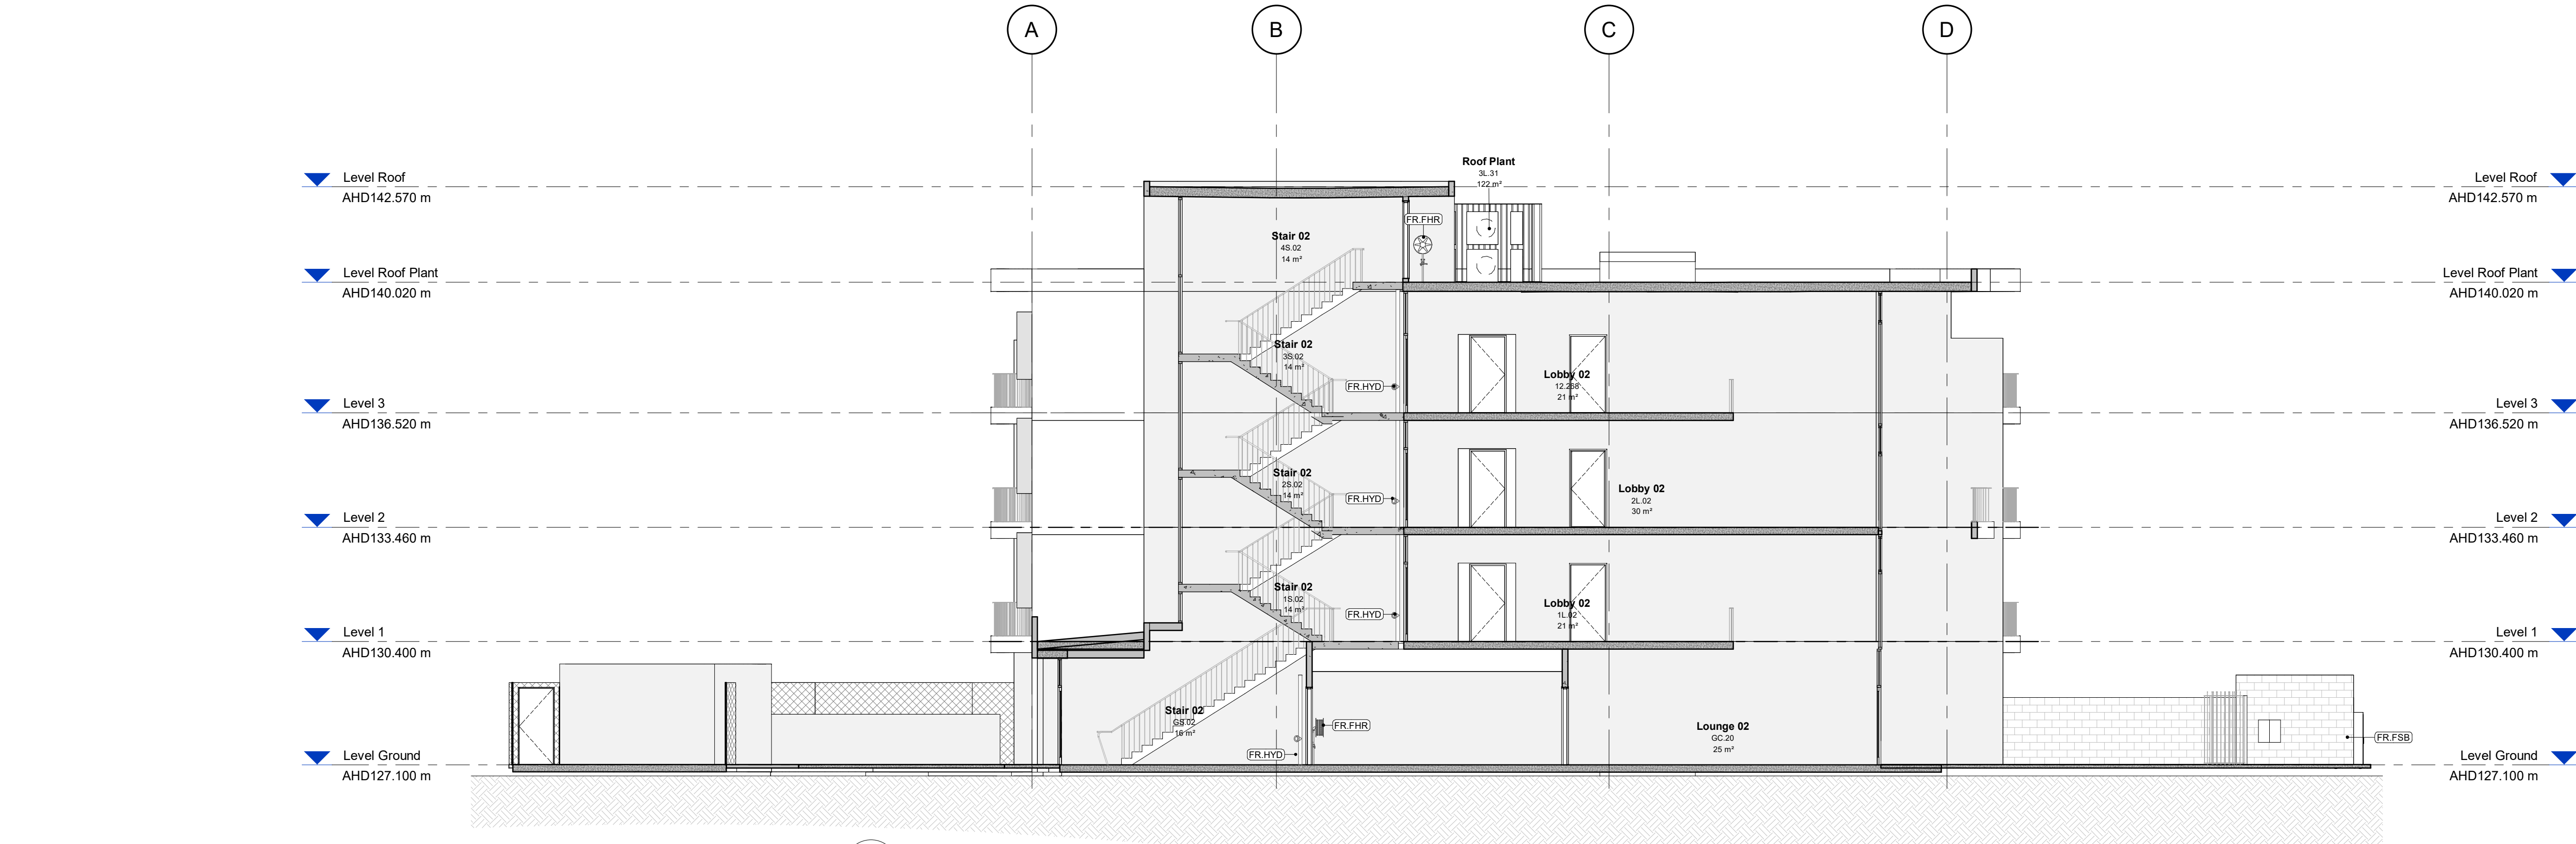 A
B
C
D
Roof Plant
3L.31
122 m²
Level Roof
AHD142.570 m
Level Roof
AHD142.570 m
FR.FHR
Stair 02
4S.02
14 m²
Level Roof Plant
AHD140.020 m
Level Roof Plant
AHD140.020 m
Stair 02
3S.02
14 m²
FR.HYD
Lobby 02
12.268
21 m²
Level 3
AHD136.520 m
Level 3
AHD136.520 m
Stair 02
2S.02
14 m²
FR.HYD
Lobby 02
2L.02
30 m²
Level 2
AHD133.460 m
Level 2
AHD133.460 m
Stair 02
1S.02
14 m²
FR.HYD
Lobby 02
1L.02
21 m²
Level 1
AHD130.400 m
Level 1
AHD130.400 m
Stair 02
GS.02
16 m²
FR.FHR
FR.HYD
Lounge 02
GC.20
25 m²
FR.FSB
Level Ground
AHD127.100 m
Level Ground
AHD127.100 m